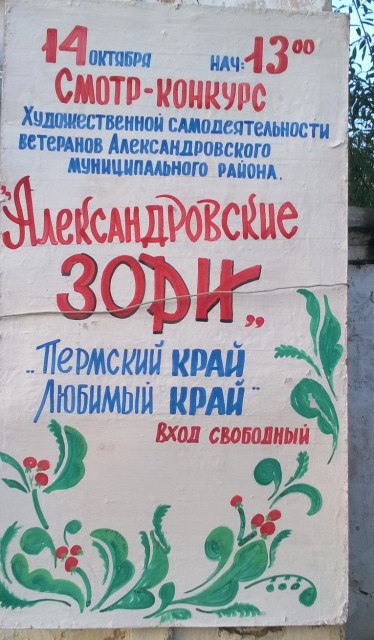 14 октября нач: 13⁰⁰
Смотр-конкурс
Художественной самодеятельности
ветеранов Александровского
муниципального района.
„Александровские
Зори„
„Пермский край
Любимый край"
Вход свободный